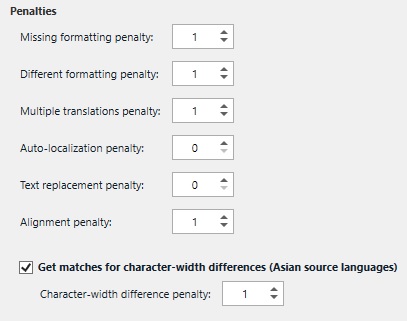 Penalties
Missing formatting penalty: 1
Different formatting penalty: 1
Multiple translations penalty: 1
Auto-localization penalty: 0
Text replacement penalty: 0
Alignment penalty: 1
Get matches for character-width differences (Asian source languages)
Character-width difference penalty: 1